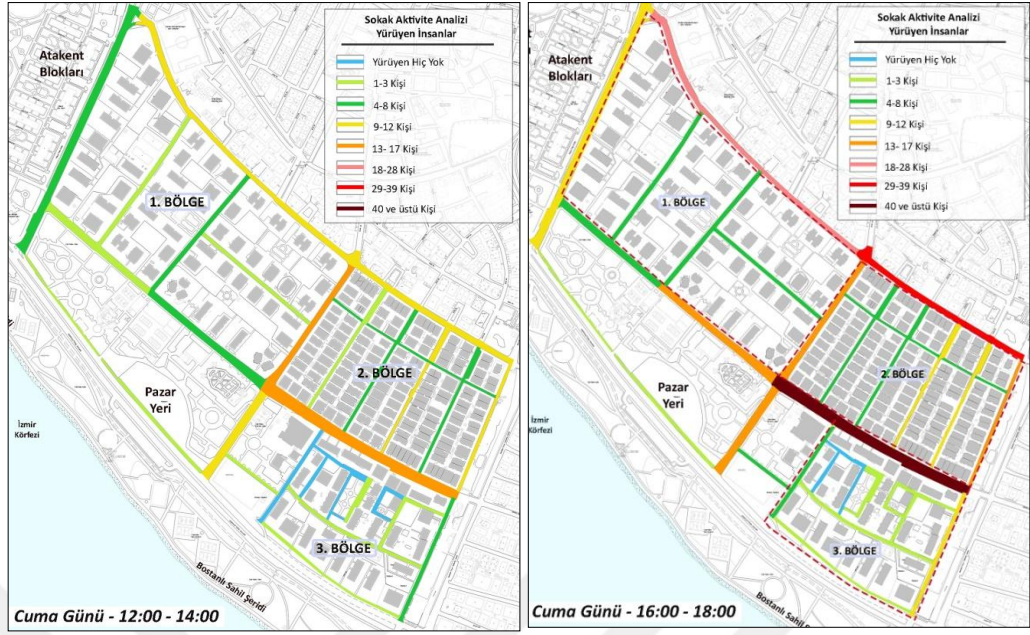 Sokak Aktivite Analizi
Yürüyen İnsanlar
Yürüyen Hiç Yok
1-3 Kişi
4-8 Kişi
9-12 Kişi
13- 17 Kişi
18-28 Kişi
29-39 Kişi
40 ve üstü Kişi
Atakent
Blokları
1. BÖLGE
2. BÖLGE
Pazar
Yeri
İzmir
Körfezi
3. BÖLGE
Bostanlı Sahil Şeridi
Cuma Günü - 12:00 - 14:00
Sokak Aktivite Analizi
Yürüyen İnsanlar
Yürüyen Hiç Yok
1-3 Kişi
4-8 Kişi
9-12 Kişi
13- 17 Kişi
18-28 Kişi
29-39 Kişi
40 ve üstü Kişi
Atakent
Blokları
1. BÖLGE
2. BÖLGE
Pazar
Yeri
İzmir
Körfezi
3. BÖLGE
Bostanlı Sahil Şe
Cuma Günü - 16:00 - 18:00